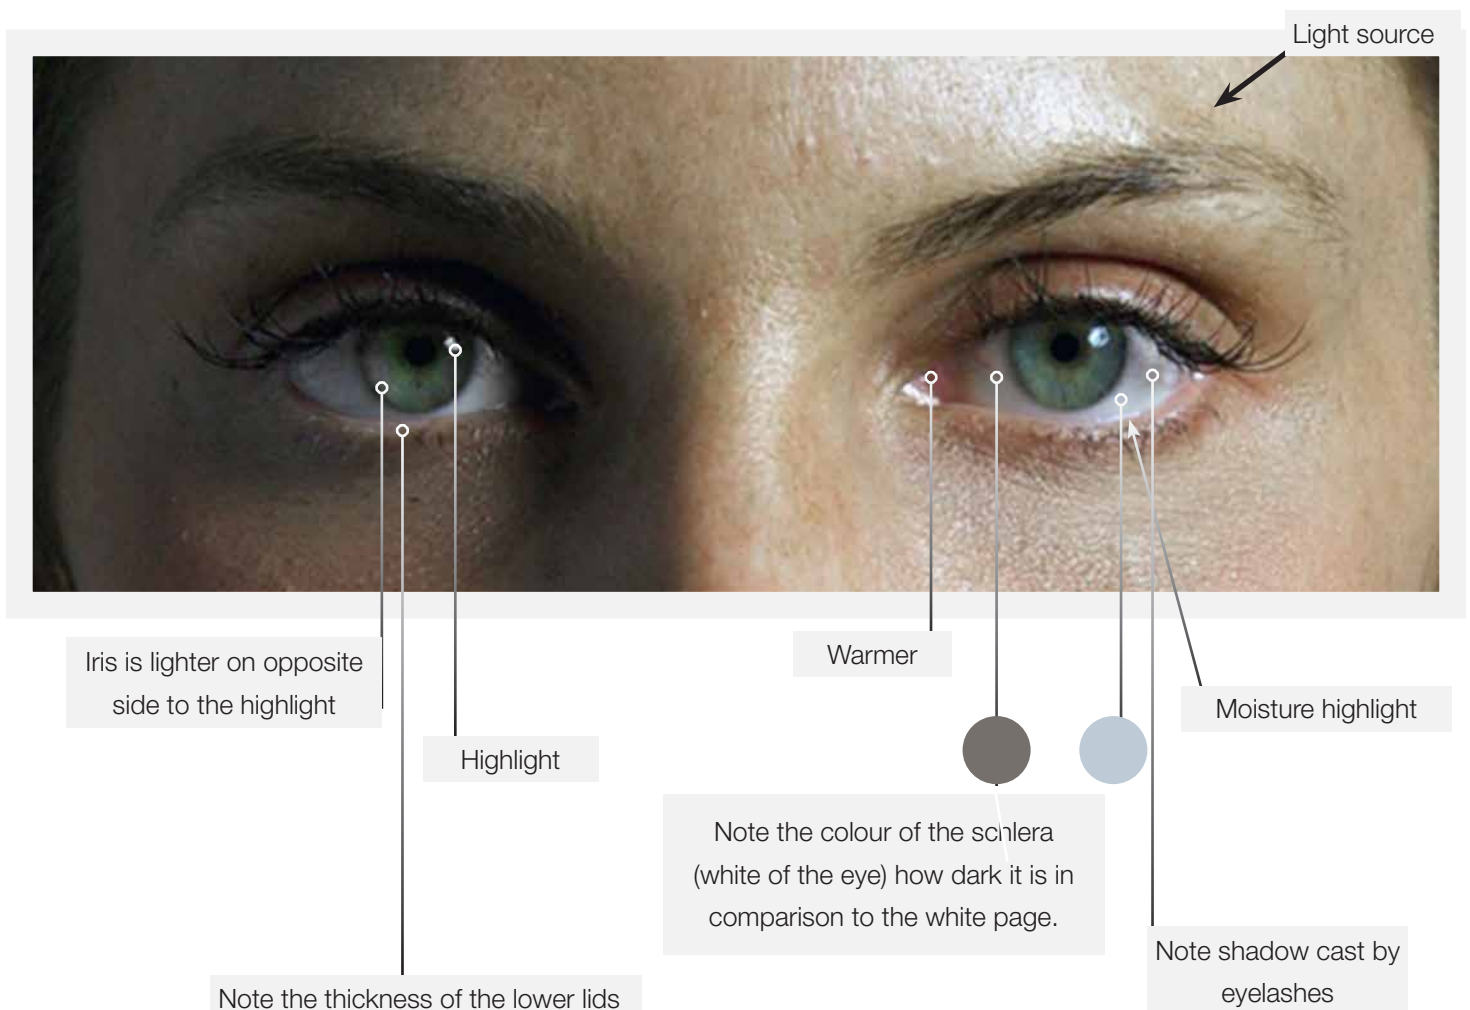 Light source
Iris is lighter on opposite
side to the highlight
Highlight
Warmer
Moisture highlight
Note the colour of the schlera
(white of the eye) how dark it is in
comparison to the white page.
Note shadow cast by
eyelashes
Note the thickness of the lower lids